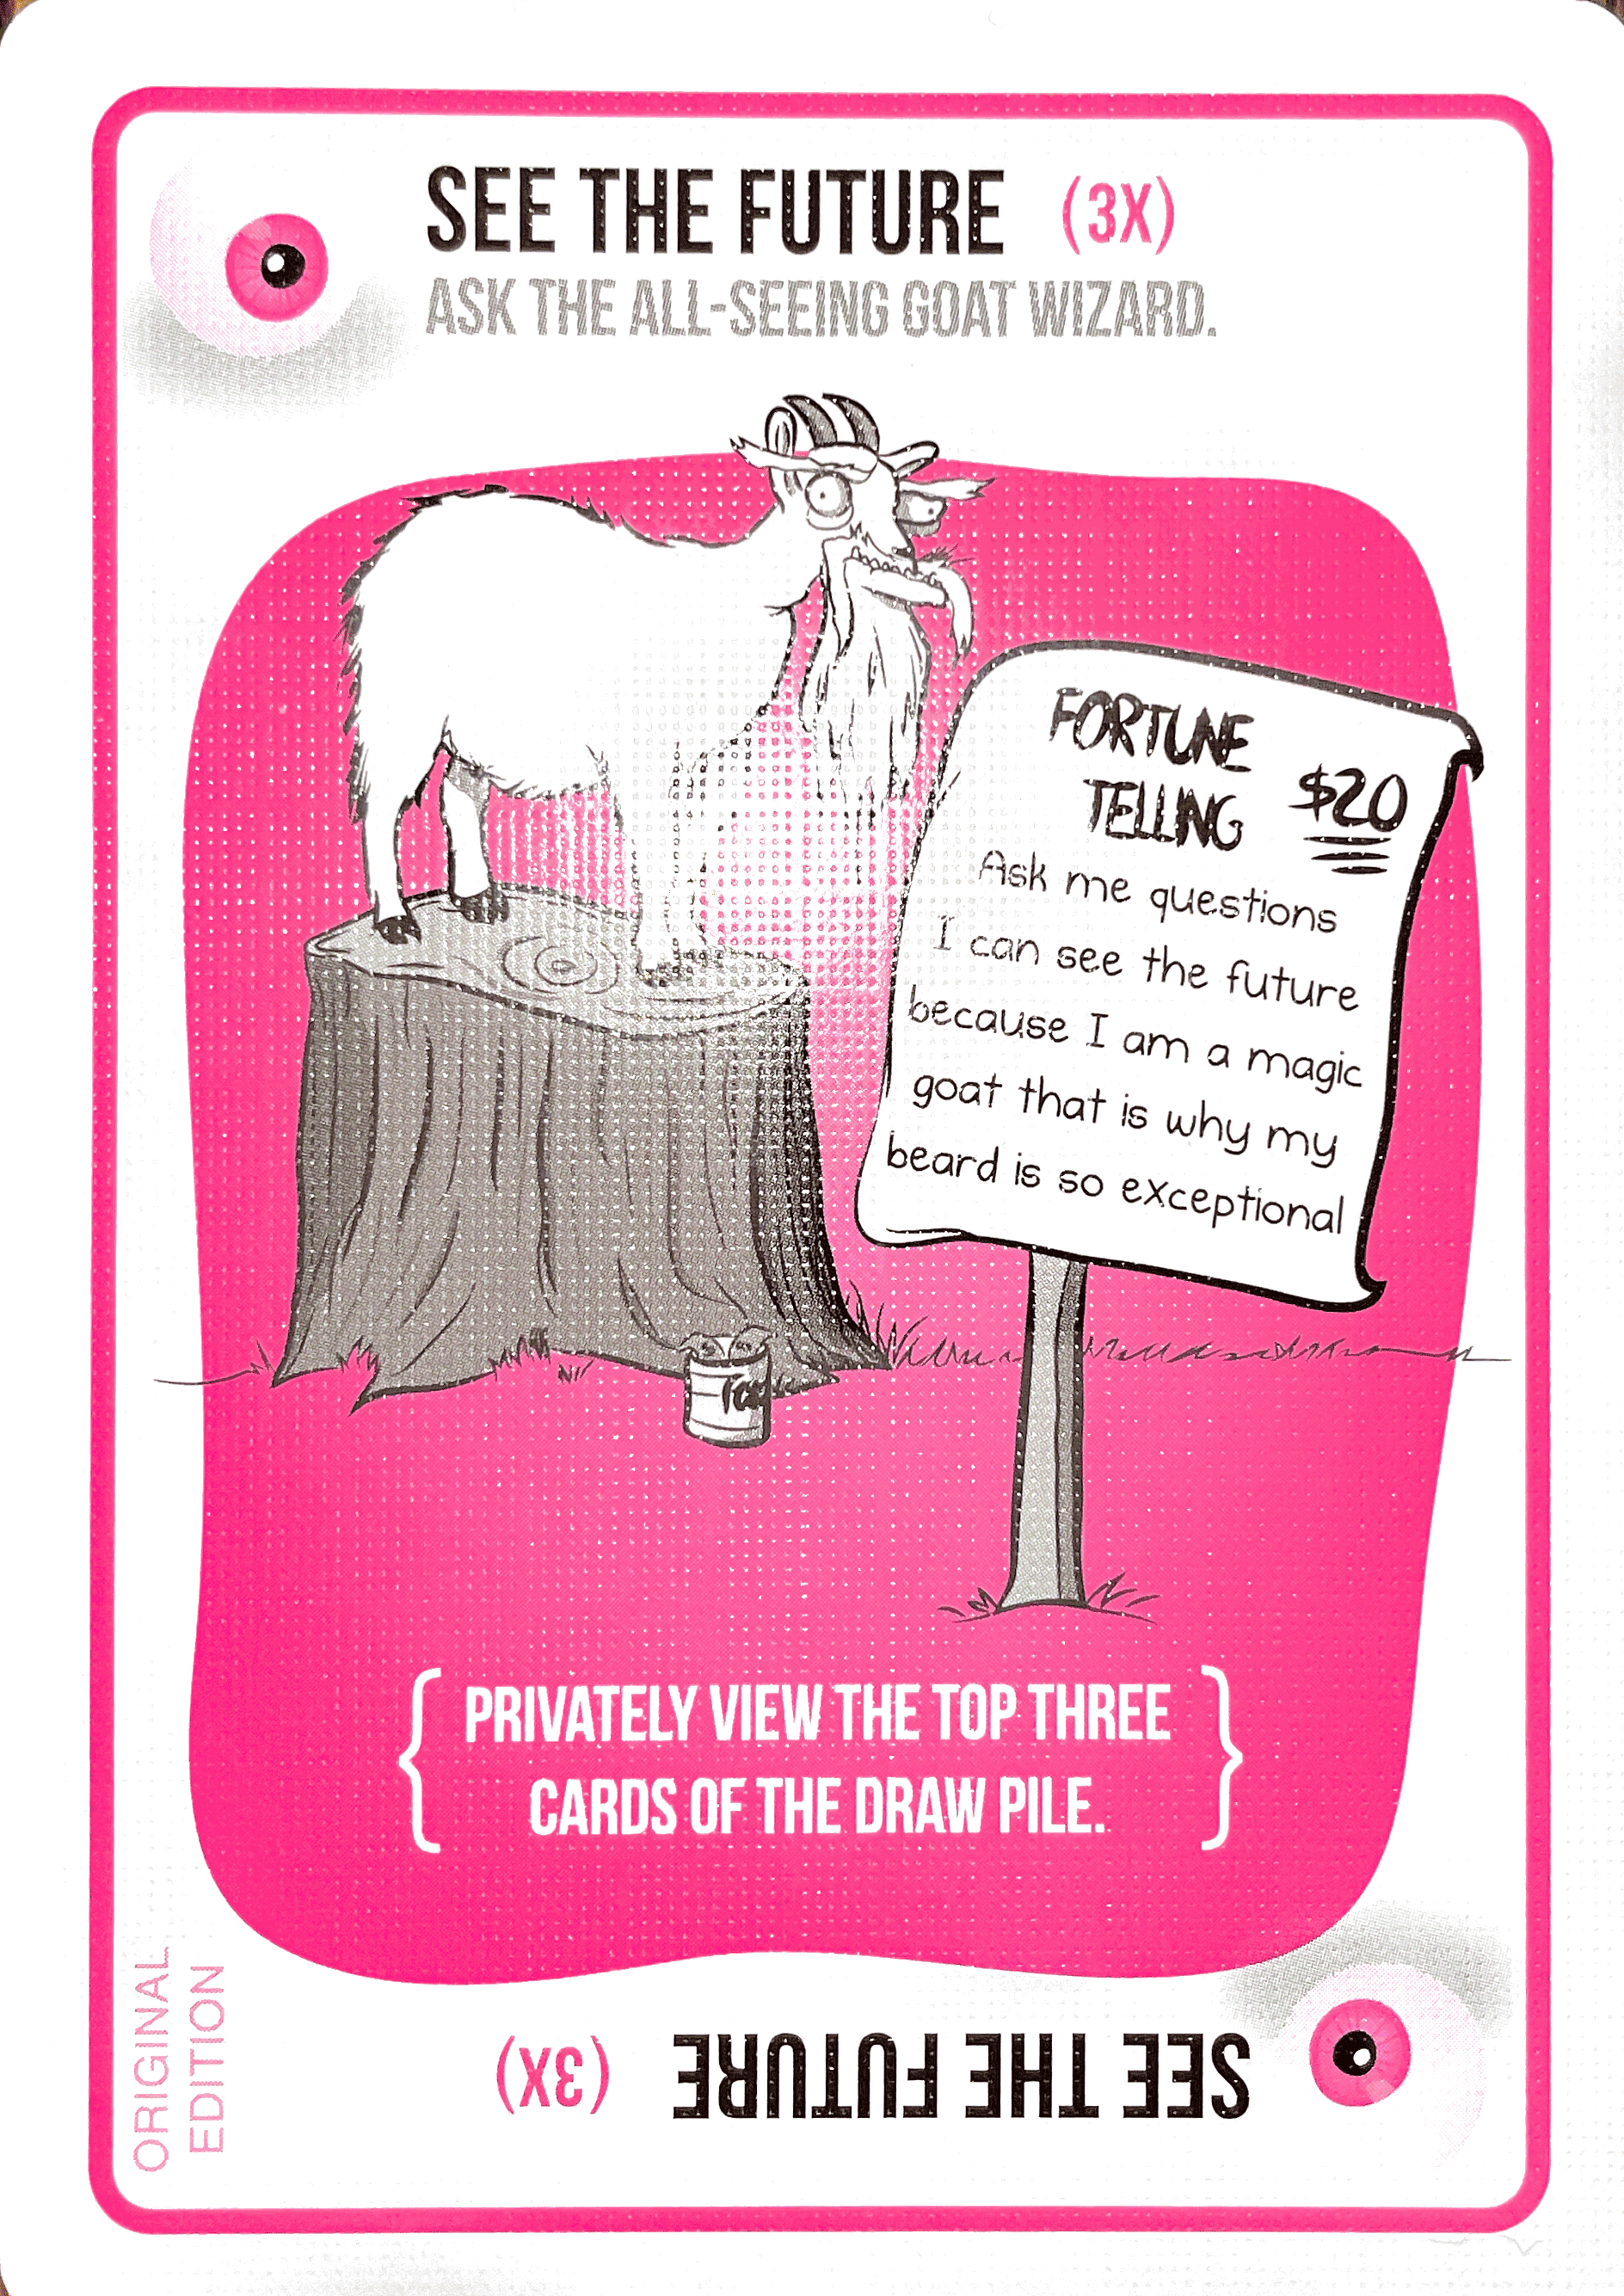 SEE THE FUTURE (3X)
ASK THE ALL-SEEING GOAT WIZARD.
FORTUNE
TELLING $20
Ask me questions
I can see the future
because I am a magic
goat that is why my
beard is so exceptional
PRIVATELY VIEW THE TOP THREE
CARDS OF THE DRAW PILE.
ORIGINAL
EDITION
SEE THE FUTURE (3X)